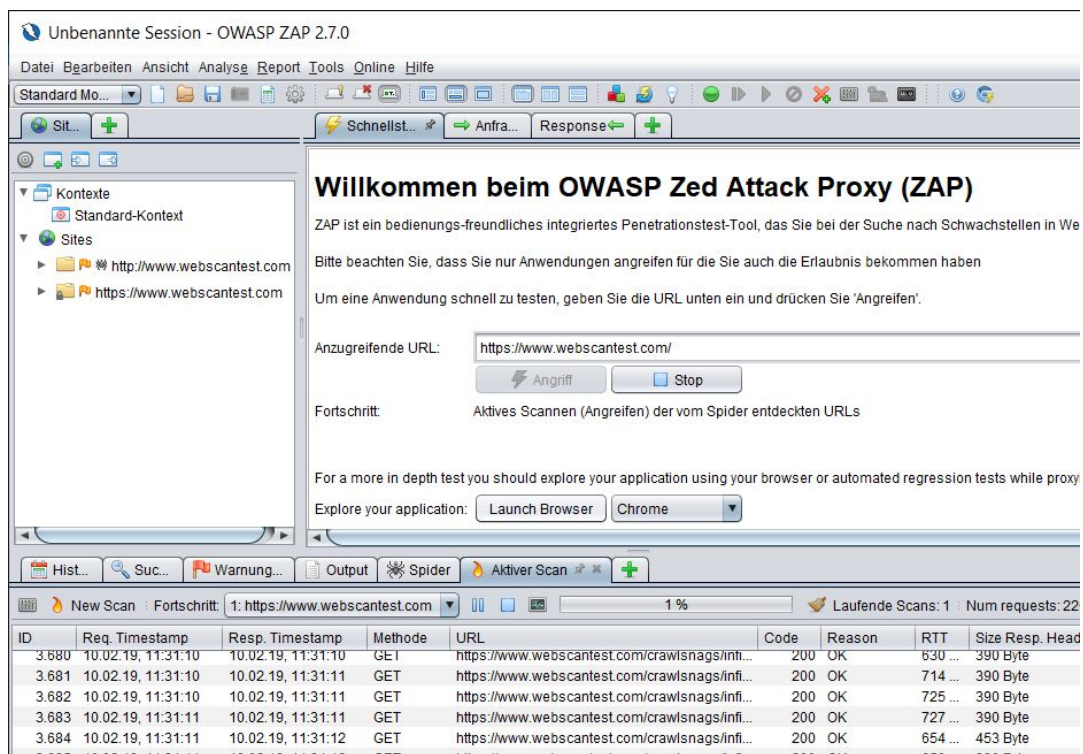 Unbenannte Session - OWASP ZAP 2.7.0
Datei Bearbeiten Ansicht Analyse Report Tools Online Hilfe
Standard Mo...
Sit...
Schnellst... Anfra... Response
Kontexte
Standard-Kontext
Sites
http://www.webscantest.com
https://www.webscantest.com
Willkommen beim OWASP Zed Attack Proxy (ZAP)
ZAP ist ein bedienungs-freundliches integriertes Penetrationstest-Tool, das Sie bei der Suche nach Schwachstellen in We
Bitte beachten Sie, dass Sie nur Anwendungen angreifen für die Sie auch die Erlaubnis bekommen haben
Um eine Anwendung schnell zu testen, geben Sie die URL unten ein und drücken Sie 'Angreifen'.
Anzugreifende URL: https://www.webscantest.com/
Angriff Stop
Fortschritt: Aktives Scannen (Angreifen) der vom Spider entdeckten URLs
For a more in depth test you should explore your application using your browser or automated regression tests while proxy
Explore your application: Launch Browser Chrome
Hist... Suc... Warnung... Output Spider Aktiver Scan
New Scan Fortschritt: 1: https://www.webscantest.com 1 % Laufende Scans: 1 Num requests: 22
ID Req. Timestamp Resp. Timestamp Methode URL Code Reason RTT Size Resp. Head
3.680 10.02.19, 11:31:10 10.02.19, 11:31:10 GET https://www.webscantest.com/crawlsnags/infi... 200 OK 630 ... 390 Byte
3.681 10.02.19, 11:31:10 10.02.19, 11:31:11 GET https://www.webscantest.com/crawlsnags/infi... 200 OK 714 ... 390 Byte
3.682 10.02.19, 11:31:10 10.02.19, 11:31:11 GET https://www.webscantest.com/crawlsnags/infi... 200 OK 725 ... 390 Byte
3.683 10.02.19, 11:31:11 10.02.19, 11:31:11 GET https://www.webscantest.com/crawlsnags/infi... 200 OK 727 ... 390 Byte
3.684 10.02.19, 11:31:11 10.02.19, 11:31:12 GET https://www.webscantest.com/crawlsnags/infi... 200 OK 654 ... 453 Byte